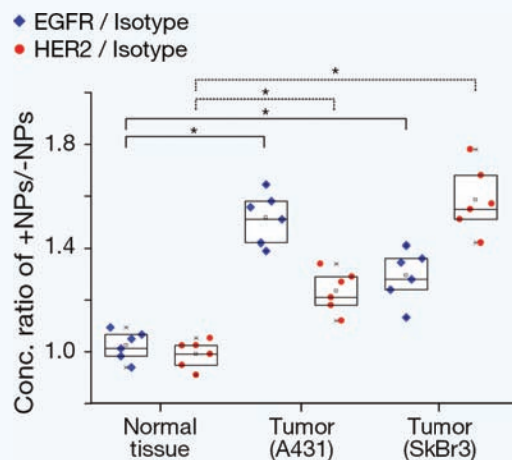 EGFR / Isotype
HER2 / Isotype
*
*
*
*
Conc. ratio of +NPs/-NPs
1.8
1.4
1.0
Normal
tissue
Tumor
(A431)
Tumor
(SkBr3)